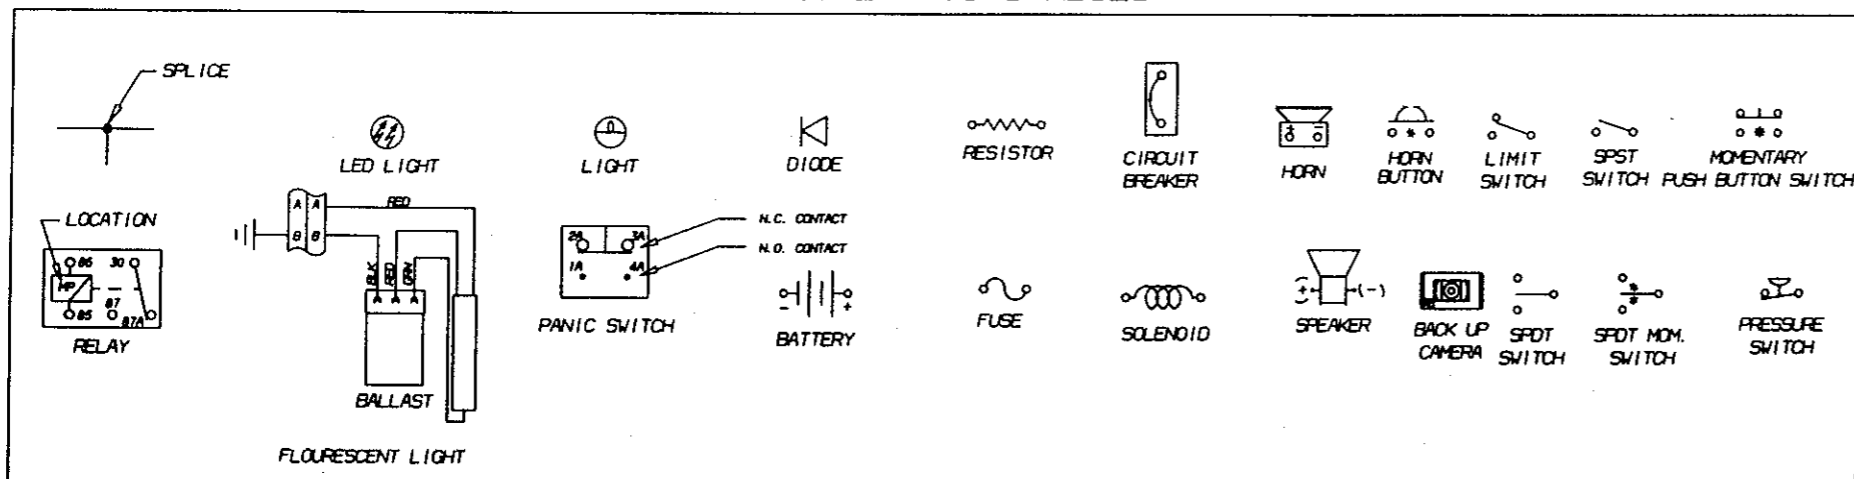 SPLICE
LED LIGHT
LIGHT
DIODE
RESISTOR
CIRCUIT
BREAKER
+ -
HORN
HORN
BUTTON
LIMIT
SWITCH
SPST
SWITCH
MOMENTARY
PUSH BUTTON SWITCH
LOCATION
86 30
MP
87
85 87A
RELAY
A A
B B
RED
BLK
RED
GRN
A A A
BALLAST
FLOURESCENT LIGHT
2A 3A
1A 4A
N.C. CONTACT
N.O. CONTACT
PANIC SWITCH
- +
BATTERY
FUSE
SOLENOID
(+) (-)
SPEAKER
BACK UP
CAMERA
SPDT
SWITCH
SPDT MOM.
SWITCH
PRESSURE
SWITCH